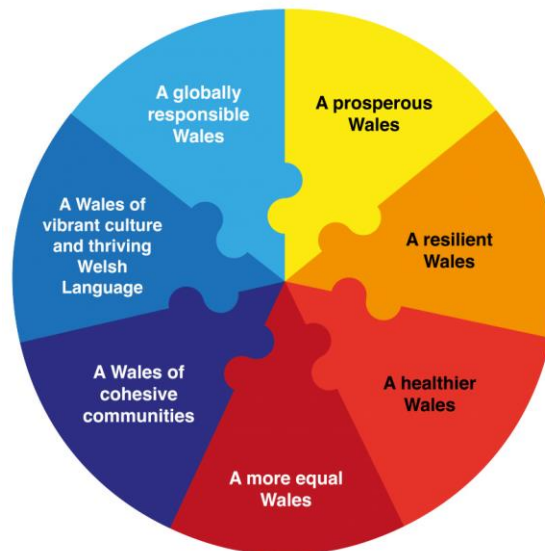 A globally
responsible
Wales
A prosperous
Wales
A Wales of
vibrant culture
and thriving
Welsh
Language
A resilient
Wales
A Wales of
cohesive
communities
A healthier
Wales
A more equal
Wales